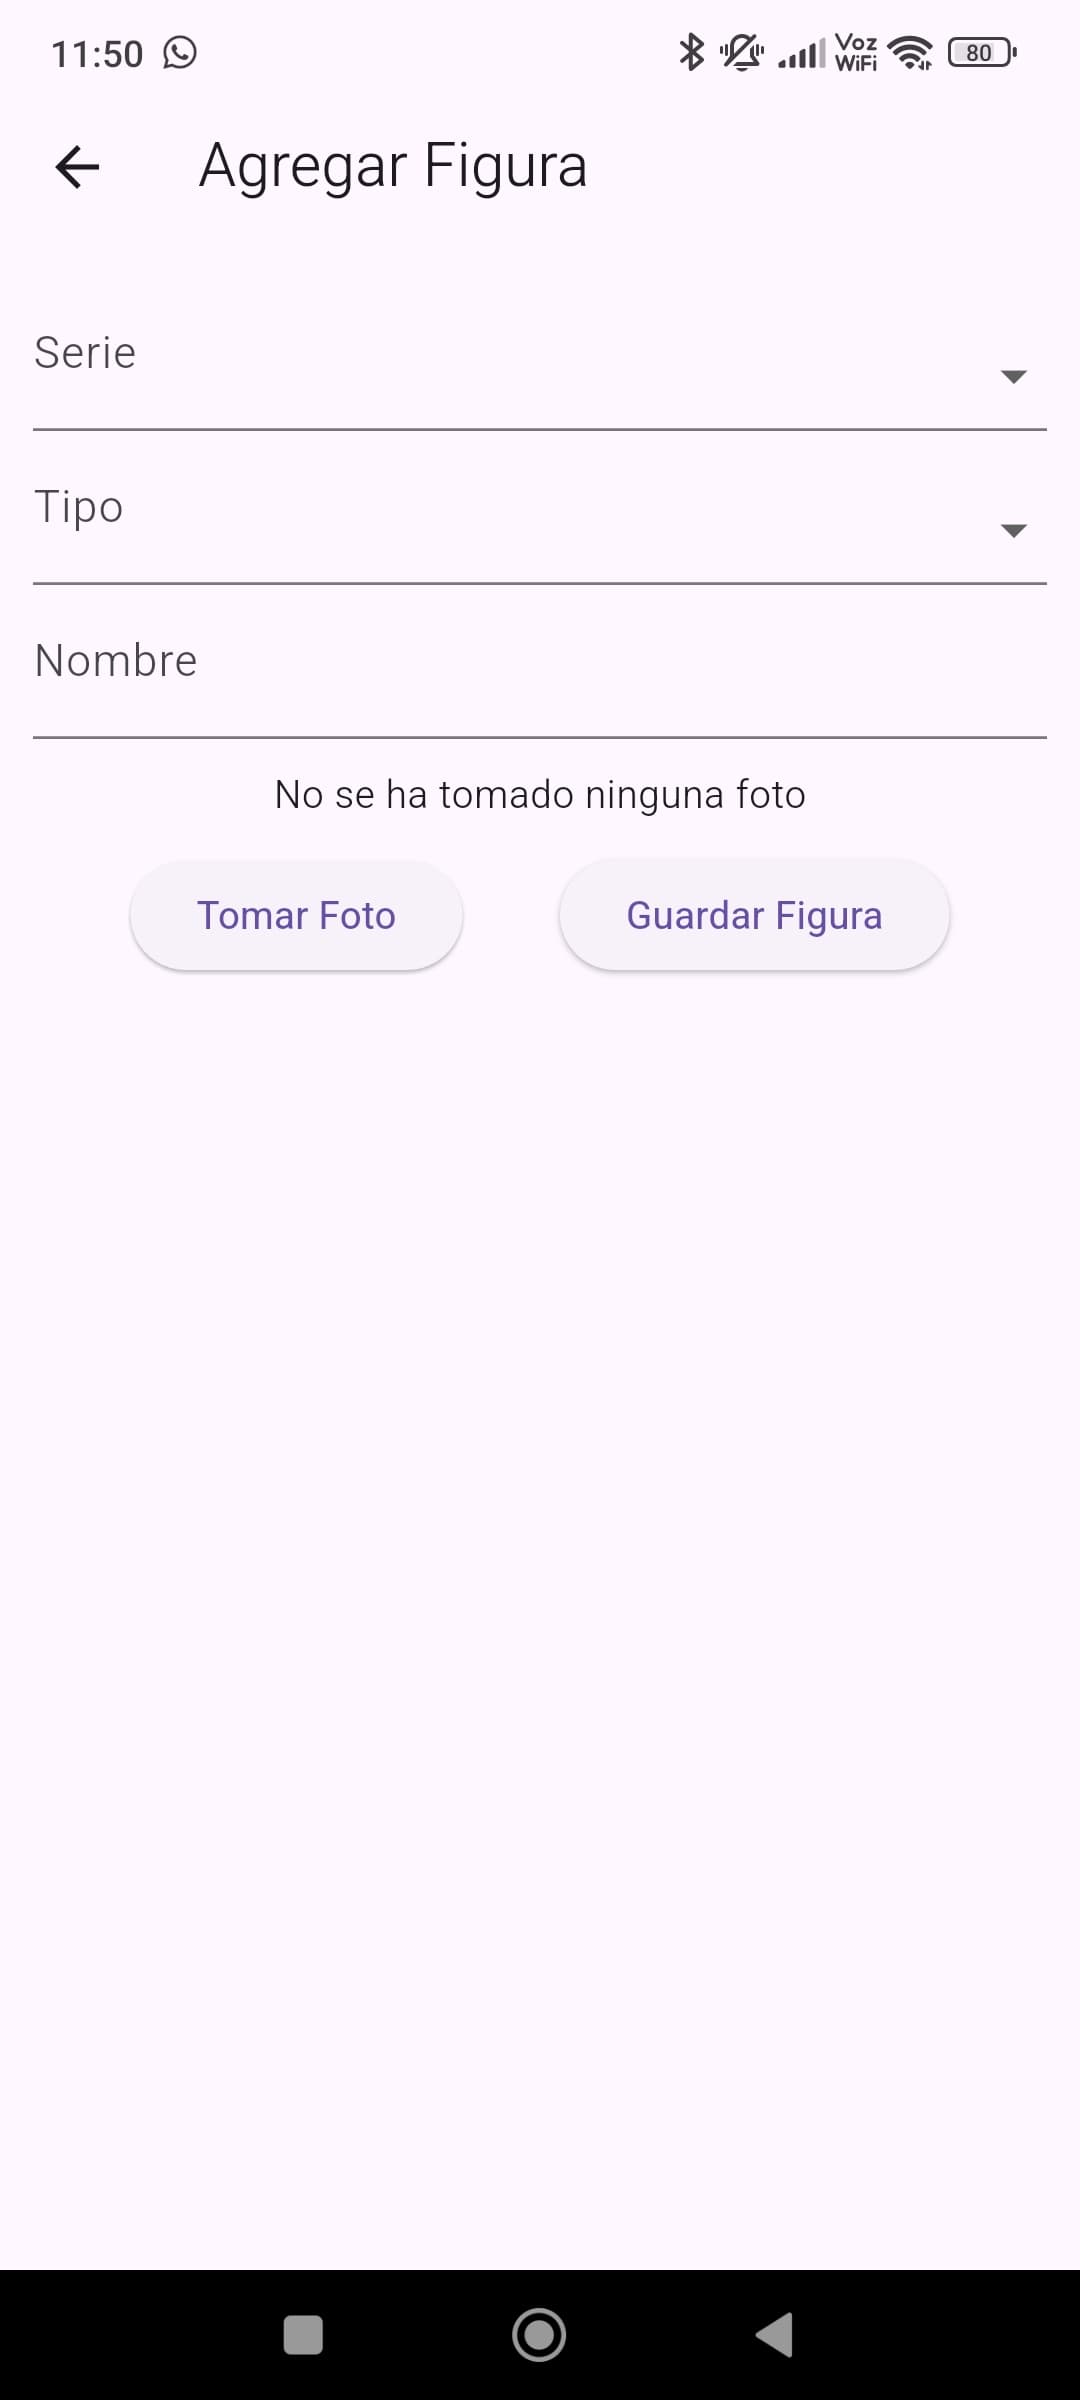 11:50
Voz
WiFi
80
Agregar Figura
Serie
Tipo
Nombre
No se ha tomado ninguna foto
Tomar Foto
Guardar Figura